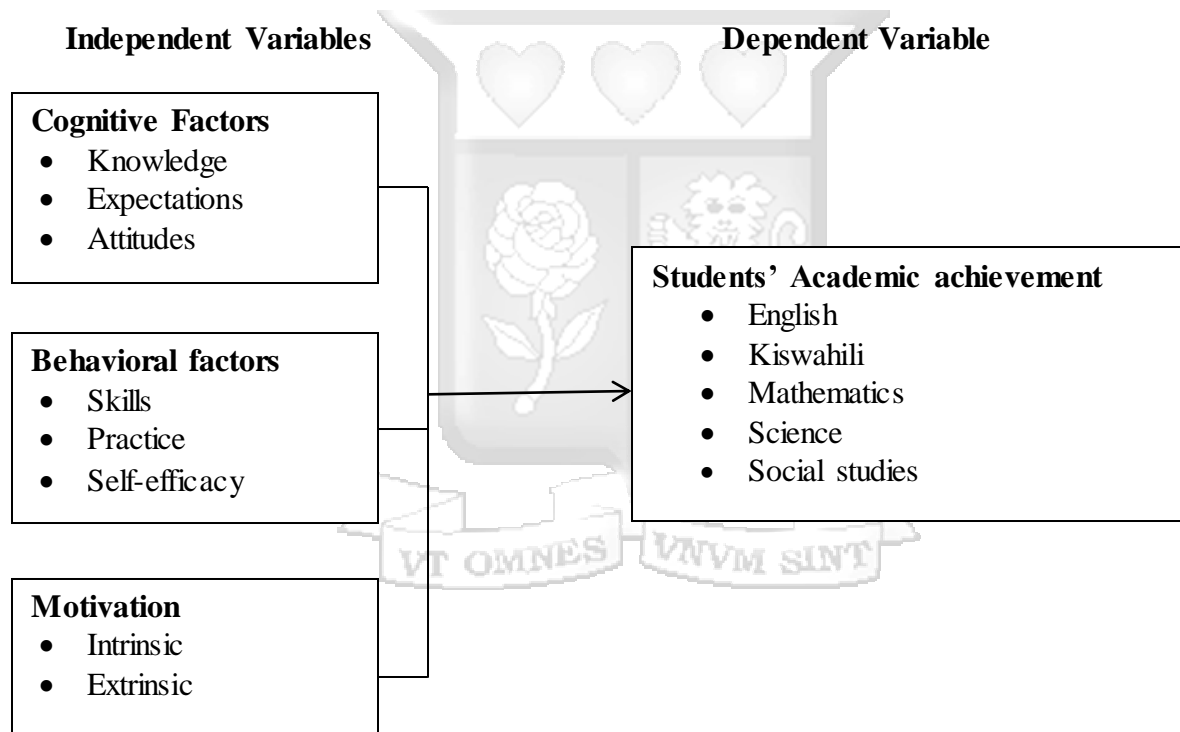 Independent Variables
Dependent Variable
Cognitive Factors
• Knowledge
• Expectations
• Attitudes
Behavioral factors
• Skills
• Practice
• Self-efficacy
Motivation
• Intrinsic
• Extrinsic
Students’ Academic achievement
• English
• Kiswahili
• Mathematics
• Science
• Social studies
VT OMNES VNVM SINT